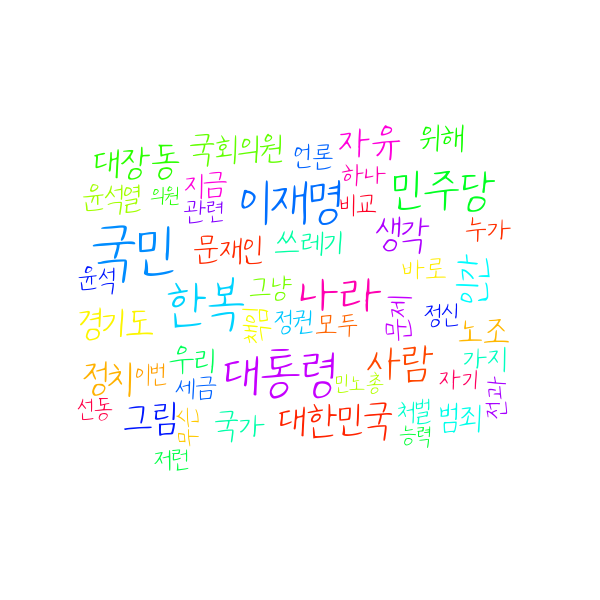 대장동 국회의원 언론 자유 위해
윤석열 의원 지금 관련 이재명 하나 비교 민주당
국민 문재인 쓰레기 생각 누가
윤석 한복 그냥 나라 바로 인간
경기도 책임 정권 모두 문제 정신 노조
정치 이번 우리 세금 대통령 민노총 사람 자기 가지 전과
선동 그림 국가 대한민국 처벌 능력 범죄
저런